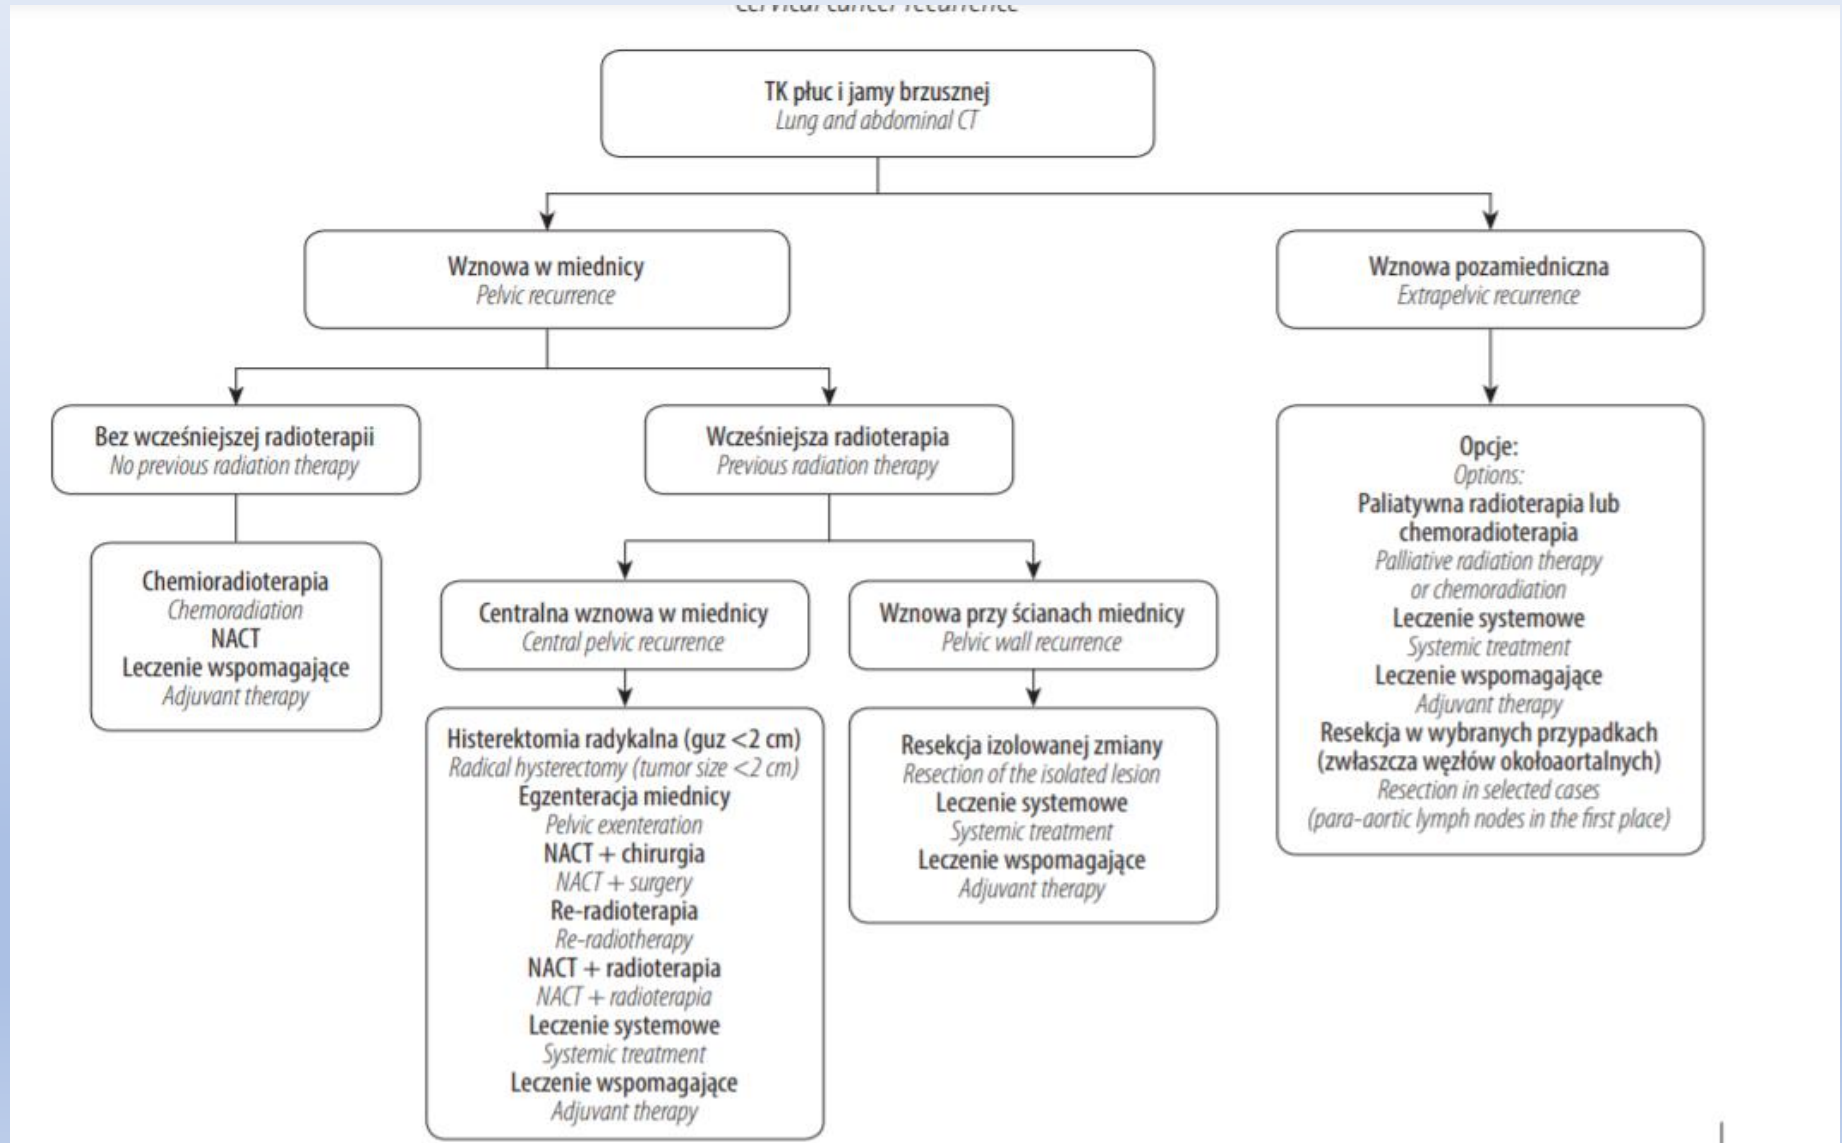 Cervical cancer recurrence
TK płuc i jamy brzusznej
Lung and abdominal CT
Wznowa w miednicy
Pelvic recurrence
Wznowa pozamiedniczna
Extrapelvic recurrence
Bez wcześniejszej radioterapii
No previous radiation therapy
Wcześniejsza radioterapia
Previous radiation therapy
Chemioradioterapia
Chemoradiation
NACT
Leczenie wspomagające
Adjuvant therapy
Centralna wznowa w miednicy
Central pelvic recurrence
Wznowa przy ścianach miednicy
Pelvic wall recurrence
Histerektomia radykalna (guz <2 cm)
Radical hysterectomy (tumor size <2 cm)
Egzenteracja miednicy
Pelvic exenteration
NACT + chirurgia
NACT + surgery
Re-radioterapia
Re-radiotherapy
NACT + radioterapia
NACT + radioterapia
Leczenie systemowe
Systemic treatment
Leczenie wspomagające
Adjuvant therapy
Resekcja izolowanej zmiany
Resection of the isolated lesion
Leczenie systemowe
Systemic treatment
Leczenie wspomagające
Adjuvant therapy
Opcje:
Options:
Paliatywna radioterapia lub
chemoradioterapia
Palliative radiation therapy
or chemoradiation
Leczenie systemowe
Systemic treatment
Leczenie wspomagające
Adjuvant therapy
Resekcja w wybranych przypadkach
(zwłaszcza węzłów okołoaortalnych)
Resection in selected cases
(para-aortic lymph nodes in the first place)